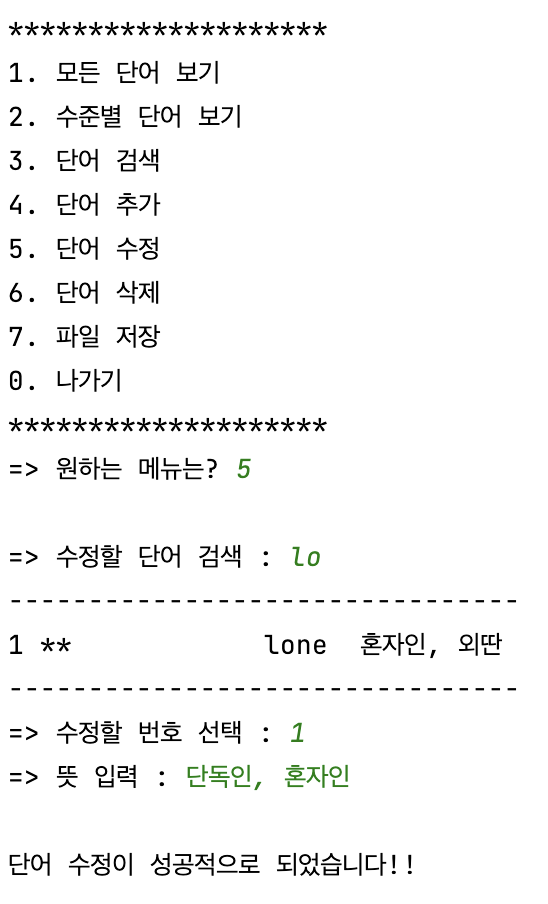 ********************
1. 모든 단어 보기
2. 수준별 단어 보기
3. 단어 검색
4. 단어 추가
5. 단어 수정
6. 단어 삭제
7. 파일 저장
0. 나가기
********************
=> 원하는 메뉴는? 5
=> 수정할 단어 검색 : lo
--------------------------------
1 **            lone  혼자인, 외딴
--------------------------------
=> 수정할 번호 선택 : 1
=> 뜻 입력 : 단독인, 혼자인
단어 수정이 성공적으로 되었습니다!!